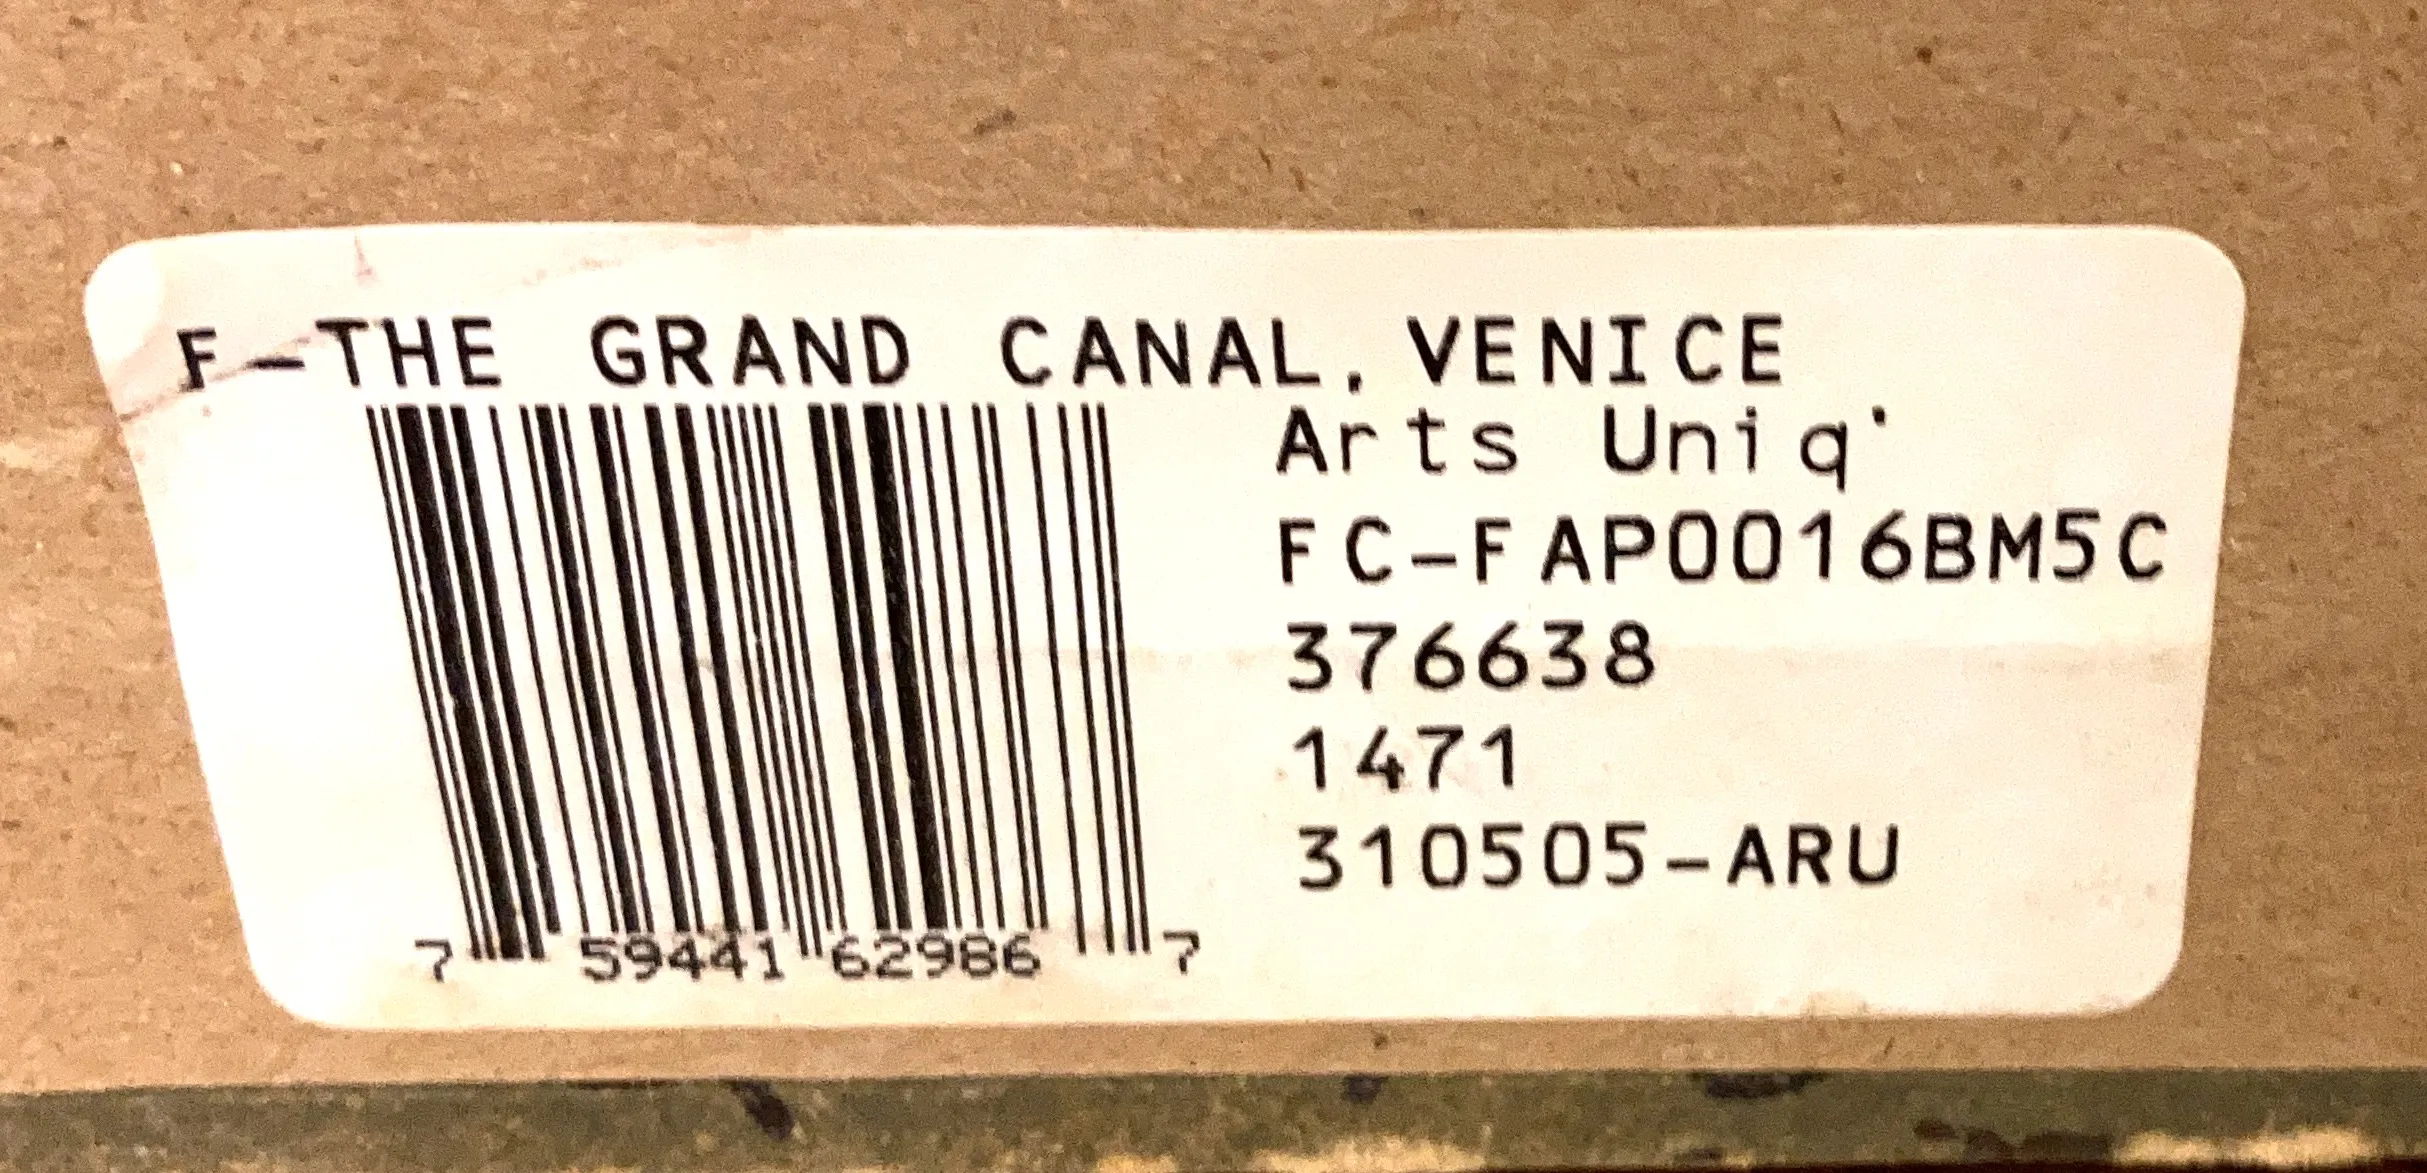 F-THE GRAND CANAL, VENICE
Arts Uniq'
FC-FAP0016BM5C
376638
1471
310505-ARU
7 59441 62986 7